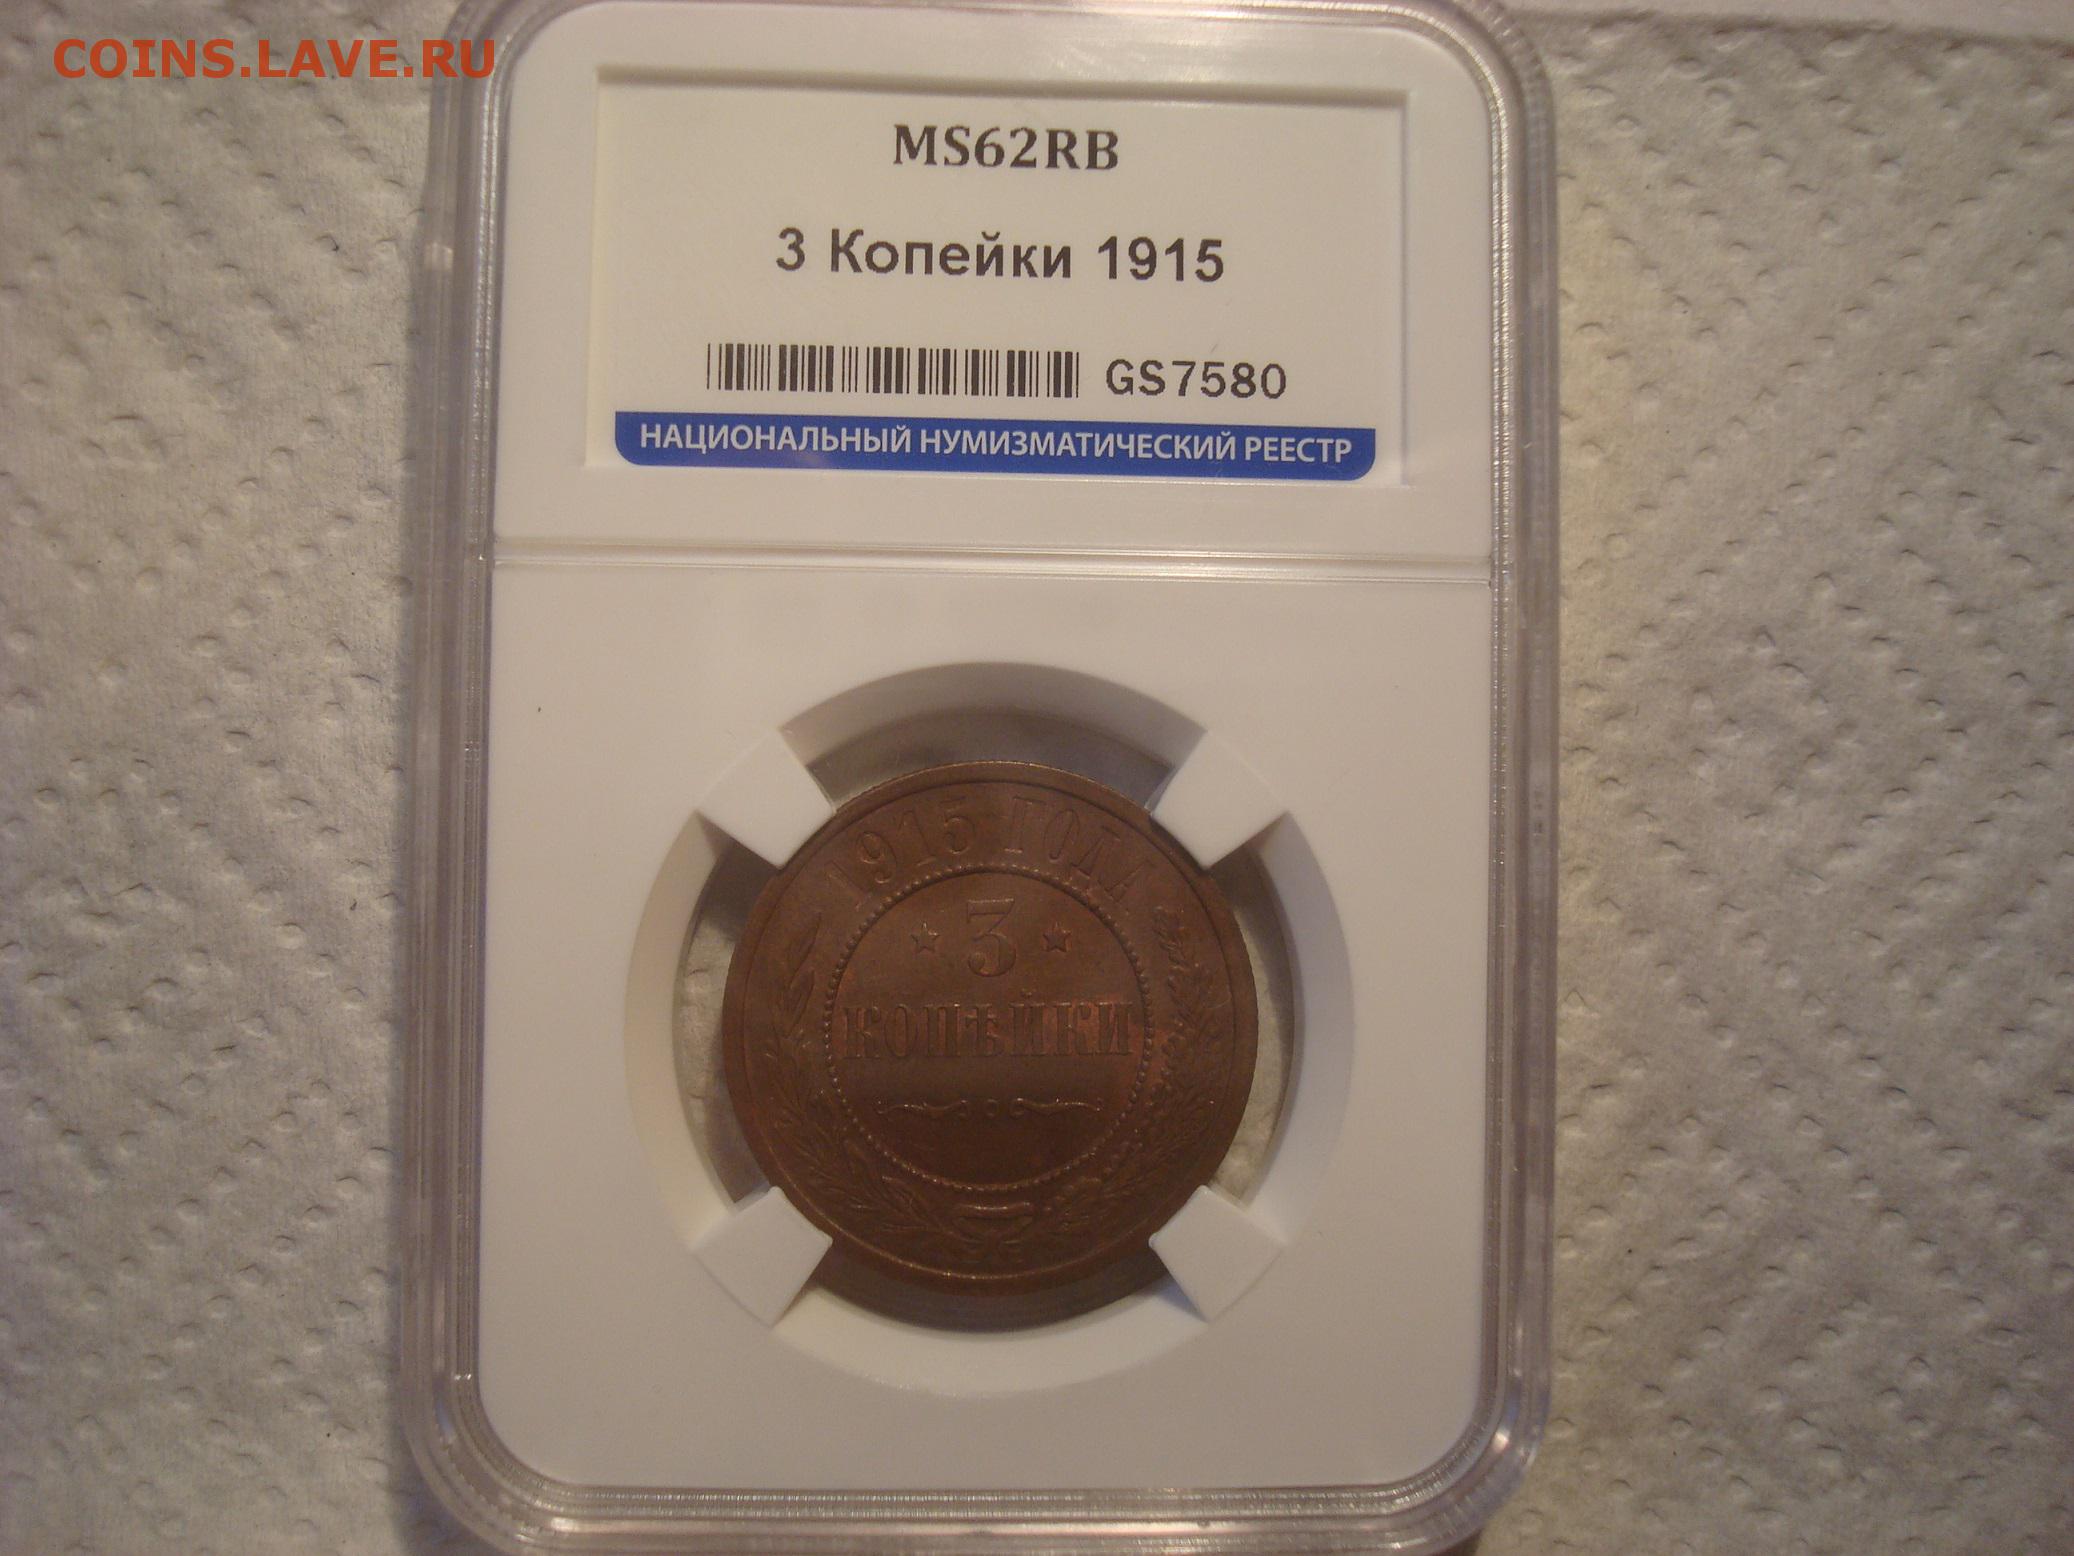 COINS.LAVE.RU
MS62RB
3 Копейки 1915
GS7580
НАЦИОНАЛЬНЫЙ НУМИЗМАТИЧЕСКИЙ РЕЕСТР
1915 ГОДА
3
КОПѢЙКИ